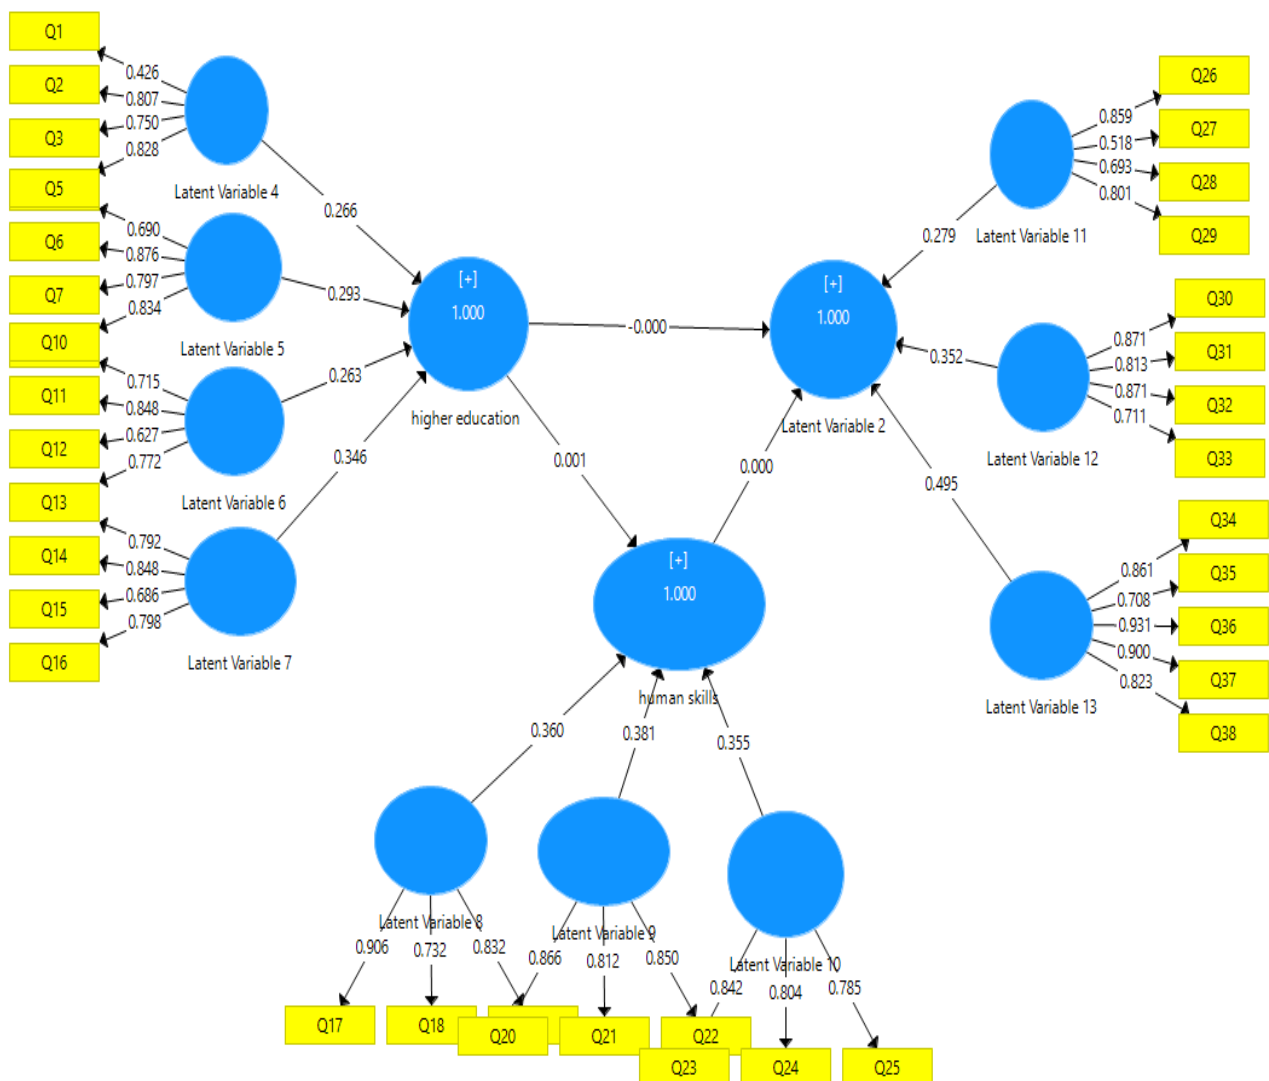 Q1
0.426
Q2
0.807
0.750
Q3
0.828
Q5
Latent Variable 4
0.690
Q6
0.876
0.797
Q7
0.834
Q10
Latent Variable 5
0.715
Q11
0.848
0.627
Q12
0.772
Q13
Latent Variable 6
0.792
Q14
0.848
0.686
Q15
0.798
Q16
Latent Variable 7
0.266
0.293
0.263
0.346
[+]
1.000
higher education
-0.000
0.001
0.000
[+]
1.000
Latent Variable 2
[+]
1.000
human skills
0.279
0.352
0.495
Q26
0.859
Q27
0.518
0.693
Q28
0.801
Q29
Latent Variable 11
Q30
0.871
Q31
0.813
0.871
Q32
0.711
Q33
Latent Variable 12
Q34
0.861
Q35
0.708
0.931
Q36
0.900
Q37
0.823
Q38
Latent Variable 13
0.360
0.381
0.355
Latent Variable 8
0.906
0.732
0.832
Latent Variable 9
0.866
0.812
0.850
Latent Variable 10
0.842
0.804
0.785
Q17
Q18
Q20
Q21
Q22
Q23
Q24
Q25